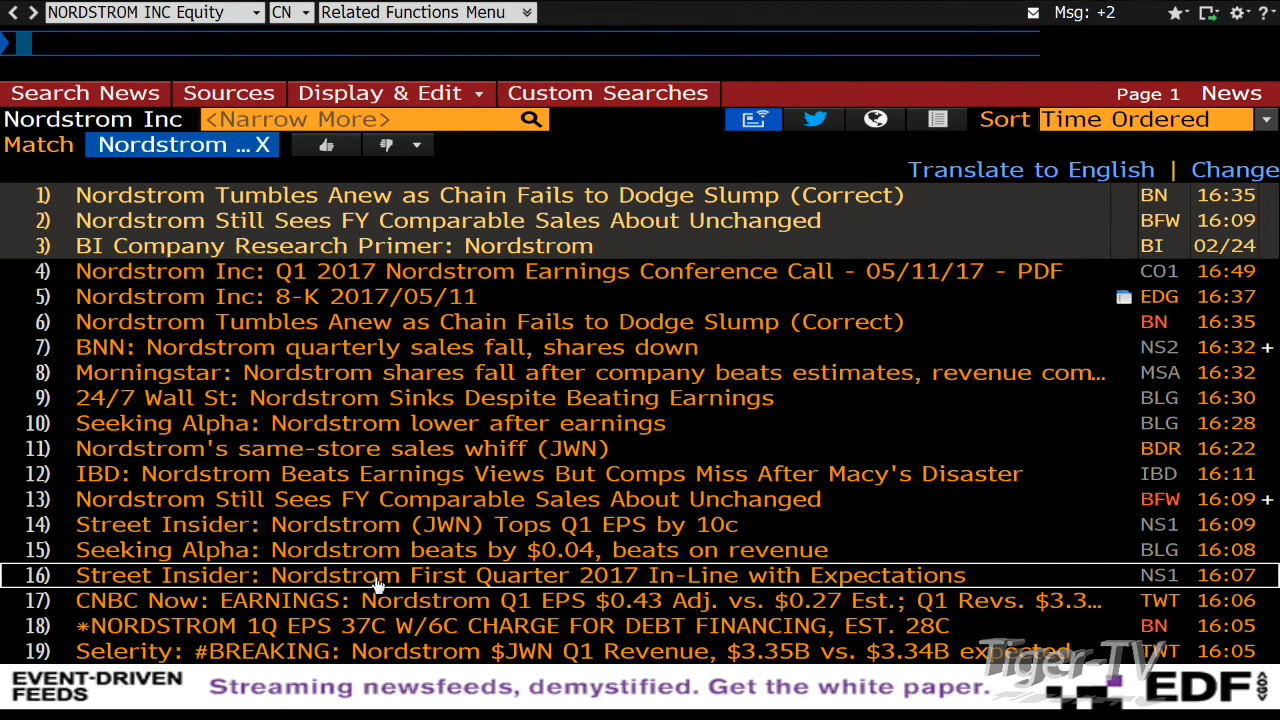 NORDSTROM INC Equity CN Related Functions Menu Msg: +2
Search News Sources Display & Edit Custom Searches Page 1 News
Nordstrom Inc <Narrow More> Sort Time Ordered
Match Nordstrom ... X
Translate to English | Change
1) Nordstrom Tumbles Anew as Chain Fails to Dodge Slump (Correct) BN 16:35
2) Nordstrom Still Sees FY Comparable Sales About Unchanged BFW 16:09
3) BI Company Research Primer: Nordstrom BI 02/24
4) Nordstrom Inc: Q1 2017 Nordstrom Earnings Conference Call - 05/11/17 - PDF CO1 16:49
5) Nordstrom Inc: 8-K 2017/05/11 EDG 16:37
6) Nordstrom Tumbles Anew as Chain Fails to Dodge Slump (Correct) BN 16:35
7) BNN: Nordstrom quarterly sales fall, shares down NS2 16:32 +
8) Morningstar: Nordstrom shares fall after company beats estimates, revenue com... MSA 16:32
9) 24/7 Wall St: Nordstrom Sinks Despite Beating Earnings BLG 16:30
10) Seeking Alpha: Nordstrom lower after earnings BLG 16:28
11) Nordstrom's same-store sales whiff (JWN) BDR 16:22
12) IBD: Nordstrom Beats Earnings Views But Comps Miss After Macy's Disaster IBD 16:11
13) Nordstrom Still Sees FY Comparable Sales About Unchanged BFW 16:09 +
14) Street Insider: Nordstrom (JWN) Tops Q1 EPS by 10c NS1 16:09
15) Seeking Alpha: Nordstrom beats by $0.04, beats on revenue BLG 16:08
16) Street Insider: Nordstrom First Quarter 2017 In-Line with Expectations NS1 16:07
17) CNBC Now: EARNINGS: Nordstrom Q1 EPS $0.43 Adj. vs. $0.27 Est.; Q1 Revs. $3.3... TWT 16:06
18) *NORDSTROM 1Q EPS 37C W/6C CHARGE FOR DEBT FINANCING, EST. 28C BN 16:05
19) Selerity: #BREAKING: Nordstrom $JWN Q1 Revenue, $3.35B vs. $3.34B expected TWT 16:05
Tiger-TV
EVENT-DRIVEN
FEEDS
Streaming newsfeeds, demystified. Get the white paper.
EDF